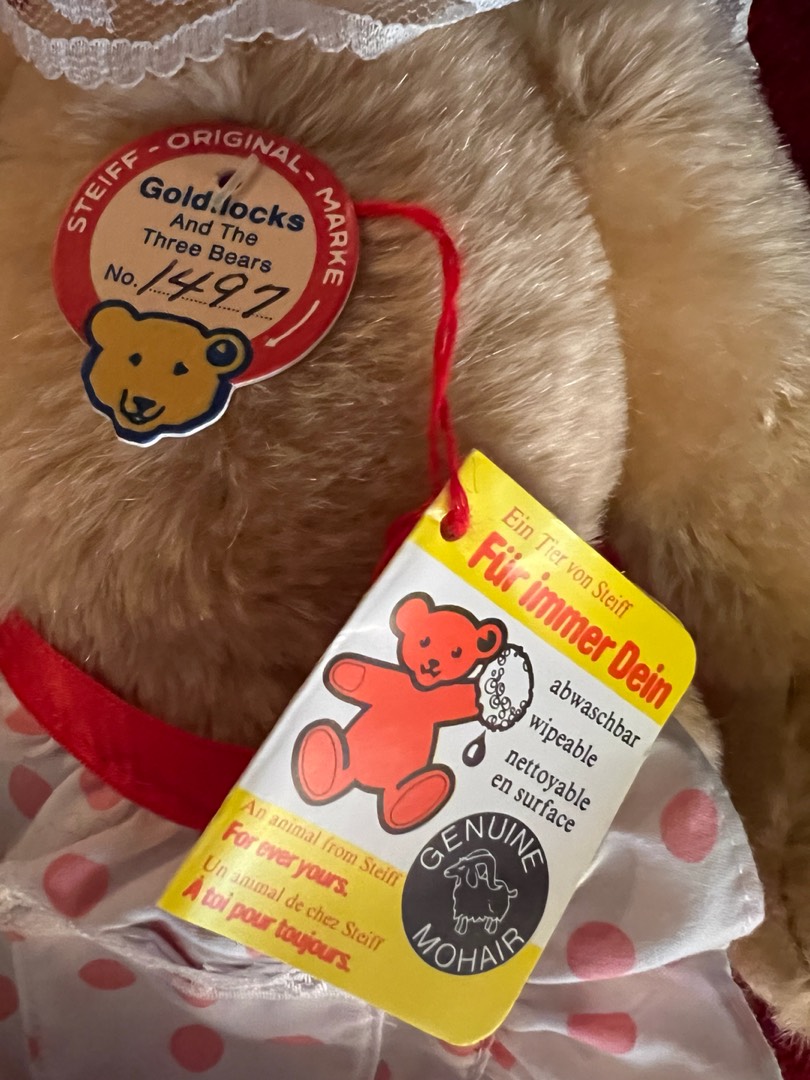 STEIFF - ORIGINAL - MARKE
Goldilocks
And The
Three Bears
No. 1497
Ein Tier von Steiff
Für immer Dein
abwaschbar
wipeable
nettoyable
en surface
An animal from Steiff
For ever yours.
Un animal de chez Steiff
A toi pour toujours.
GENUINE
MOHAIR